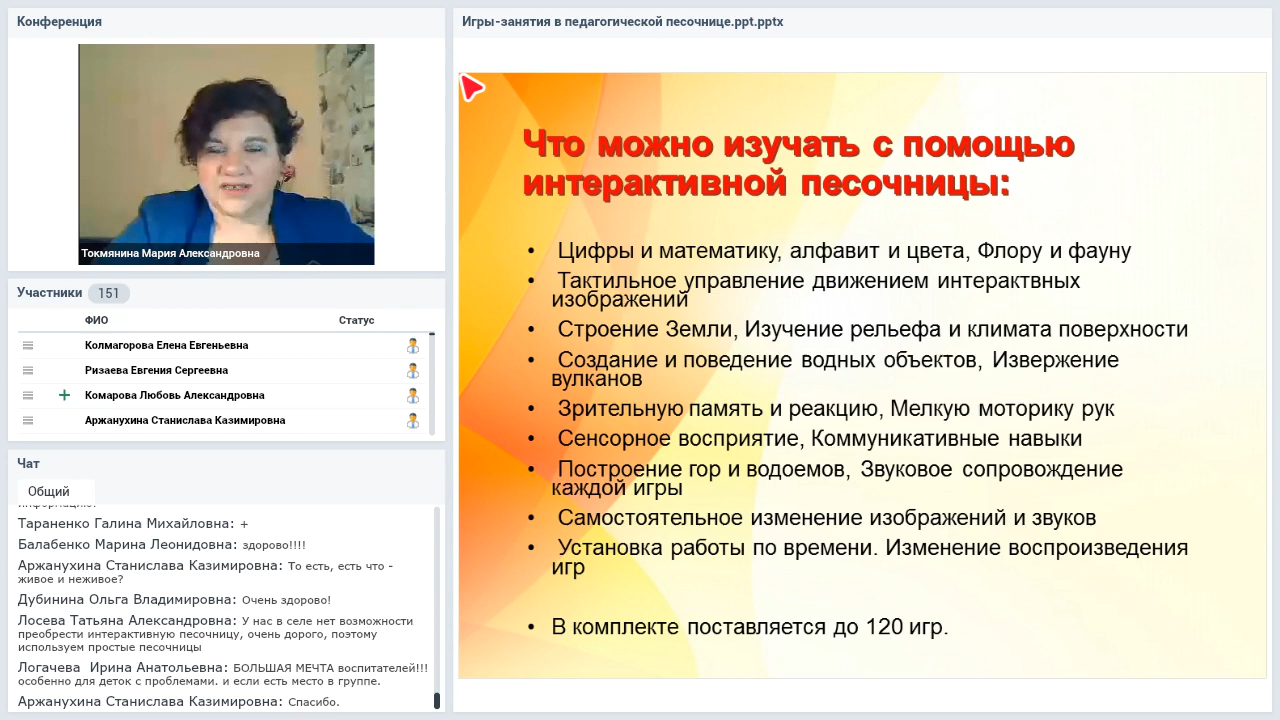 Конференция
Токмянина Мария Александровна
Участники 151
ФИО Статус
Колмагорова Елена Евгеньевна
Ризаева Евгения Сергеевна
Комарова Любовь Александровна
Аржанухина Станислава Казимировна
Чат
Общий
Тараненко Галина Михайловна: +
Балабенко Марина Леонидовна: здорово!!!!
Аржанухина Станислава Казимировна: То есть, есть что -
живое и неживое?
Дубинина Ольга Владимировна: Очень здорово!
Лосева Татьяна Александровна: У нас в селе нет возможности
преобрести интерактивную песочницу, очень дорого, поэтому
используем простые песочницы
Логачева Ирина Анатольевна: БОЛЬШАЯ МЕЧТА воспитателей!!!
особенно для деток с проблемами. и если есть место в группе.
Аржанухина Станислава Казимировна: Спасибо.
Игры-занятия в педагогической песочнице.ppt.pptx
Что можно изучать с помощью
интерактивной песочницы:
• Цифры и математику, алфавит и цвета, Флору и фауну
• Тактильное управление движением интерактвных
изображений
• Строение Земли, Изучение рельефа и климата поверхности
• Создание и поведение водных объектов, Извержение
вулканов
• Зрительную память и реакцию, Мелкую моторику рук
• Сенсорное восприятие, Коммуникативные навыки
• Построение гор и водоемов, Звуковое сопровождение
каждой игры
• Самостоятельное изменение изображений и звуков
• Установка работы по времени. Изменение воспроизведения
игр
• В комплекте поставляется до 120 игр.